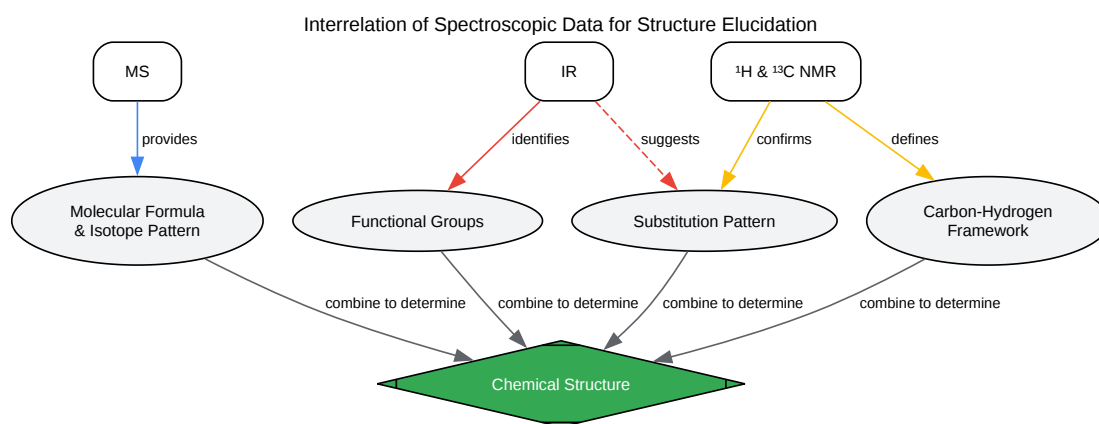 Interrelation of Spectroscopic Data for Structure Elucidation
MS
IR
¹H & ¹³C NMR
provides
identifies
suggests
confirms
defines
Molecular Formula
& Isotope Pattern
Functional Groups
Substitution Pattern
Carbon-Hydrogen
Framework
combine to determine
combine to determine
combine to determine
combine to determine
Chemical Structure